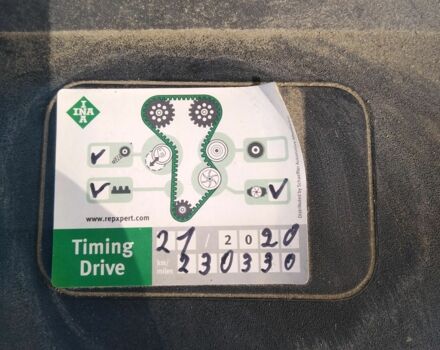 INA
www.repxpert.com
Timing Drive
21 / 2020
km/miles 230330
Distributed by Schaeffler Automotive